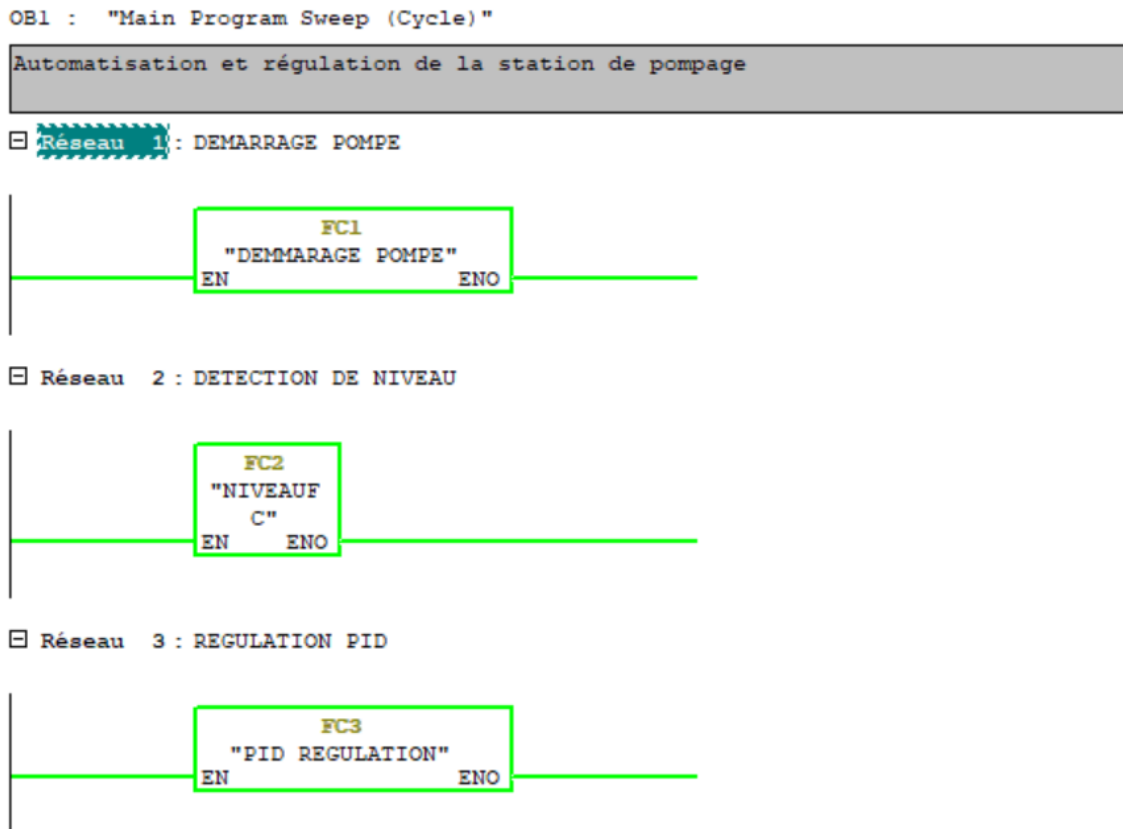 OB1 : "Main Program Sweep (Cycle)"
Automatisation et régulation de la station de pompage
Réseau 1 : DEMARRAGE POMPE
FC1
"DEMMARAGE POMPE"
EN ENO
Réseau 2 : DETECTION DE NIVEAU
FC2
"NIVEAUF
C"
EN ENO
Réseau 3 : REGULATION PID
FC3
"PID REGULATION"
EN ENO